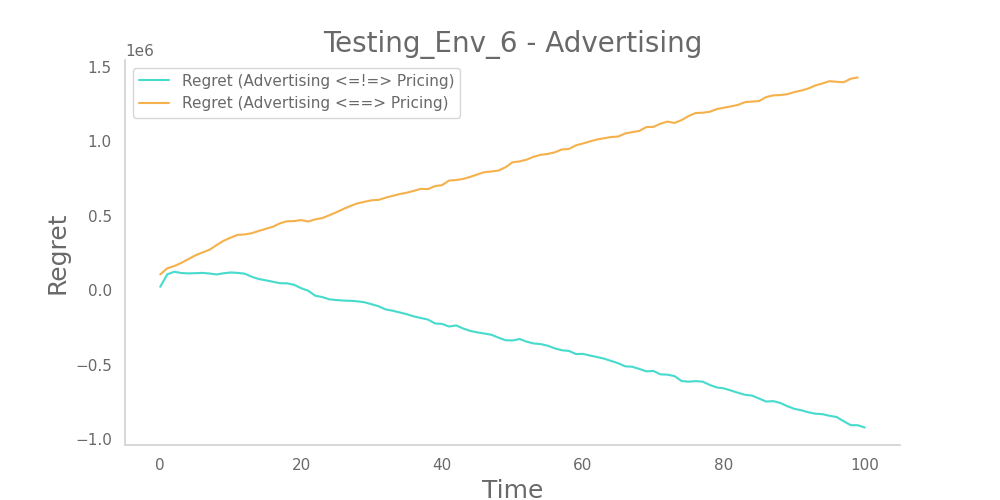 Testing_Env_6 - Advertising
1e6
Regret (Advertising <=!=> Pricing)
Regret (Advertising <==> Pricing)
1.5
1.0
0.5
0.0
−0.5
−1.0
Regret
0 20 40 60 80 100
Time